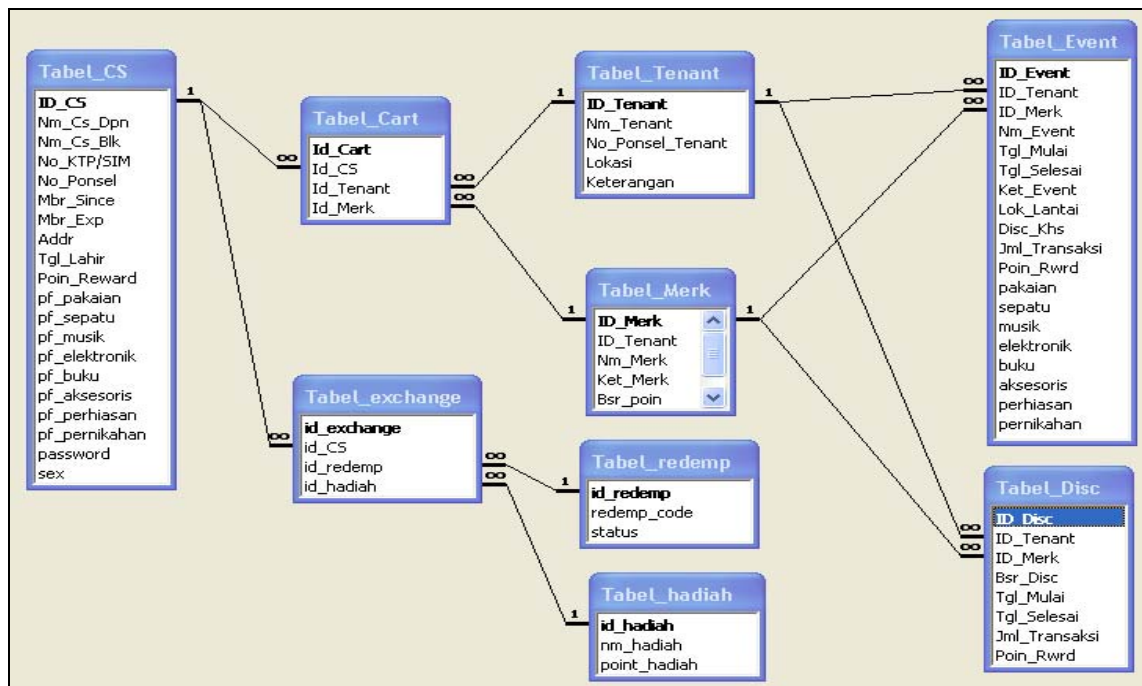 Tabel_CS
ID_CS
Nm_Cs_Dpn
Nm_Cs_Blk
No_KTP/SIM
No_Ponsel
Mbr_Since
Mbr_Exp
Addr
Tgl_Lahir
Poin_Reward
pf_pakaian
pf_sepatu
pf_musik
pf_elektronik
pf_buku
pf_aksesoris
pf_perhiasan
pf_pernikahan
password
sex
1
∞
∞
Tabel_Cart
Id_Cart
Id_CS
Id_Tenant
Id_Merk
∞
∞
1
1
Tabel_exchange
id_exchange
id_CS
id_redemp
id_hadiah
∞
∞
1
1
Tabel_Tenant
ID_Tenant
Nm_Tenant
No_Ponsel_Tenant
Lokasi
Keterangan
1
Tabel_Merk
ID_Merk
ID_Tenant
Nm_Merk
Ket_Merk
Bsr_poin
1
Tabel_redemp
id_redemp
redemp_code
status
Tabel_hadiah
id_hadiah
nm_hadiah
point_hadiah
∞
∞
Tabel_Event
ID_Event
ID_Tenant
ID_Merk
Nm_Event
Tgl_Mulai
Tgl_Selesai
Ket_Event
Lok_Lantai
Disc_Khs
Jml_Transaksi
Poin_Rwrd
pakaian
sepatu
musik
elektronik
buku
aksesoris
perhiasan
pernikahan
∞
∞
Tabel_Disc
ID_Disc
ID_Tenant
ID_Merk
Bsr_Disc
Tgl_Mulai
Tgl_Selesai
Jml_Transaksi
Poin_Rwrd